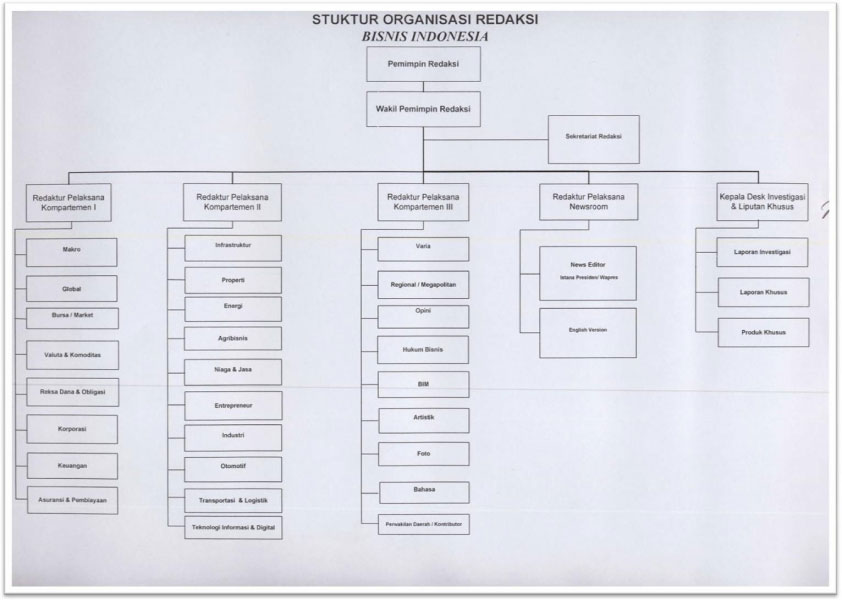 STUKTUR ORGANISASI REDAKSI
BISNIS INDONESIA
Pemimpin Redaksi
Wakil Pemimpin Redaksi
Sekretariat Redaksi
Redaktur Pelaksana
Kompartemen I
Makro
Global
Bursa / Market
Valuta & Komoditas
Reksa Dana & Obligasi
Korporasi
Keuangan
Asuransi & Pembiayaan
Redaktur Pelaksana
Kompartemen II
Infrastruktur
Properti
Energi
Agribisnis
Niaga & Jasa
Entrepreneur
Industri
Otomotif
Transportasi & Logistik
Teknologi Informasi & Digital
Redaktur Pelaksana
Kompartemen III
Varia
Regional / Megapolitan
Opini
Hukum Bisnis
BIM
Artistik
Foto
Bahasa
Perwakilan Daerah / Kontributor
Redaktur Pelaksana
Newsroom
News Editor
Istana Presiden/ Wapres
English Version
Kepala Desk Investigasi
& Liputan Khusus
Laporan Investigasi
Laporan Khusus
Produk Khusus